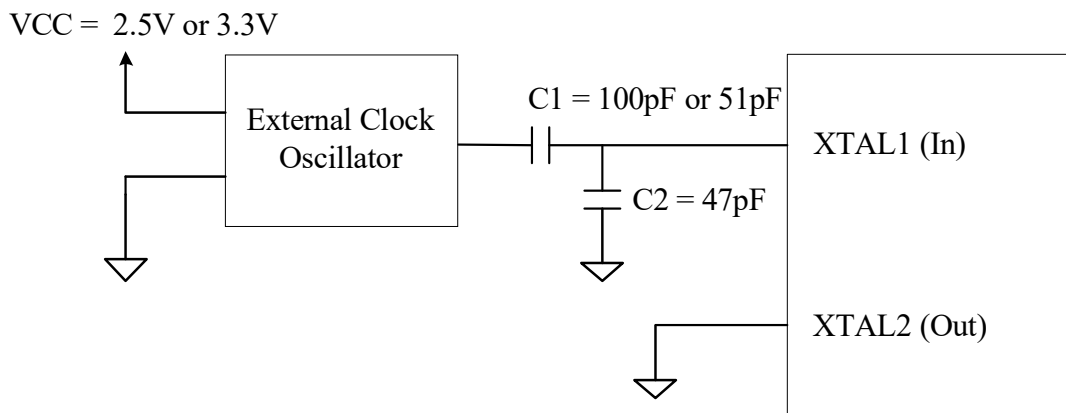 VCC = 2.5V or 3.3V
External Clock
Oscillator
C1 = 100pF or 51pF
XTAL1 (In)
C2 = 47pF
XTAL2 (Out)